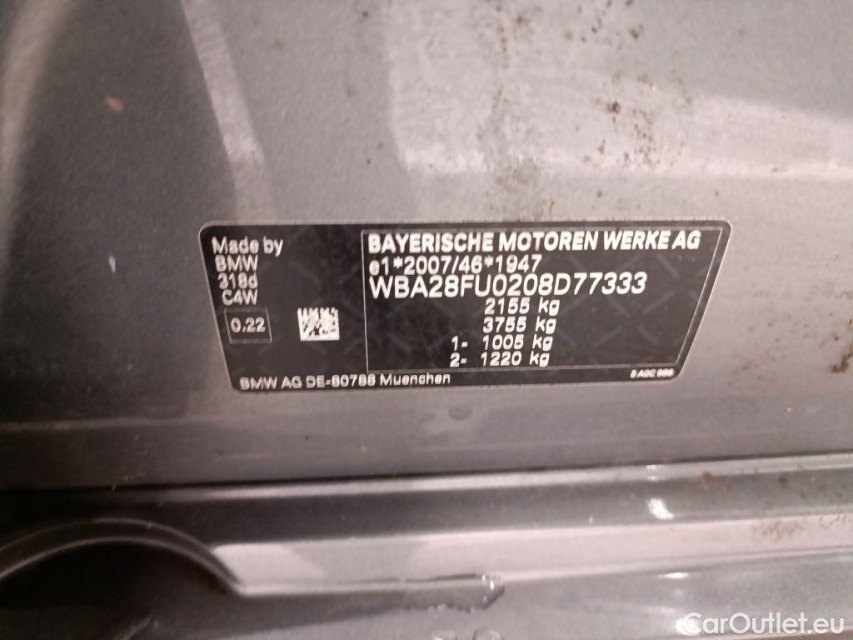 Made by
BMW
318d
C4W
0.22
BAYERISCHE MOTOREN WERKE AG
e1*2007/46*1947
WBA28FU0208D77333
2155 kg
3755 kg
1- 1005 kg
2- 1220 kg
BMW AG DE-80788 Muenchen
CarOutlet.eu